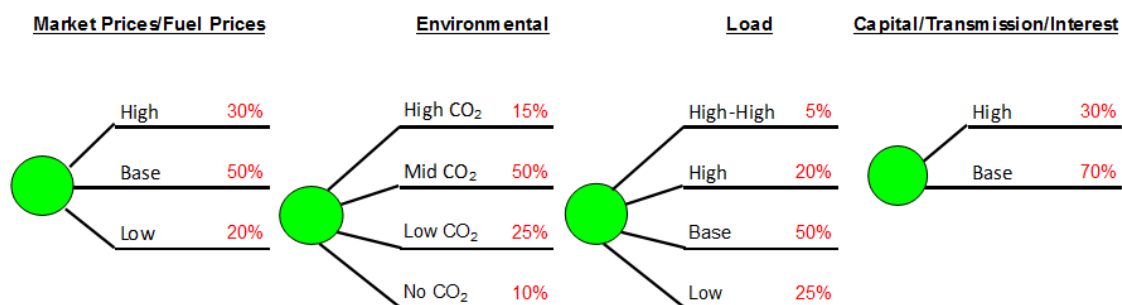 Market Prices/Fuel Prices
High 30%
Base 50%
Low 20%
Environmental
High CO₂ 15%
Mid CO₂ 50%
Low CO₂ 25%
No CO₂ 10%
Load
High-High 5%
High 20%
Base 50%
Low 25%
Capital/Transmission/Interest
High 30%
Base 70%